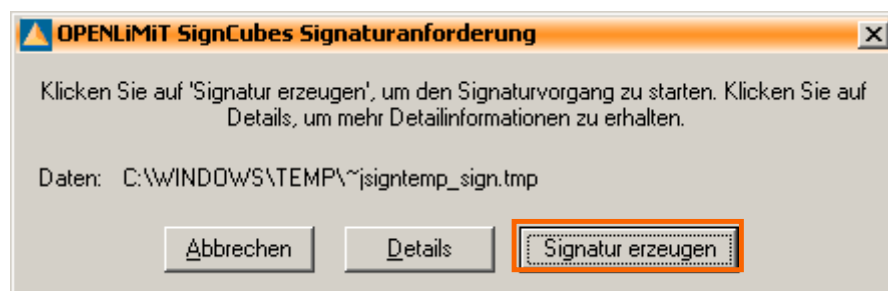 OPENLiMiT SignCubes Signaturanforderung
Klicken Sie auf 'Signatur erzeugen', um den Signaturvorgang zu starten. Klicken Sie auf
Details, um mehr Detailinformationen zu erhalten.
Daten: C:\WINDOWS\TEMP\~jsigntemp_sign.tmp
Abbrechen Details Signatur erzeugen